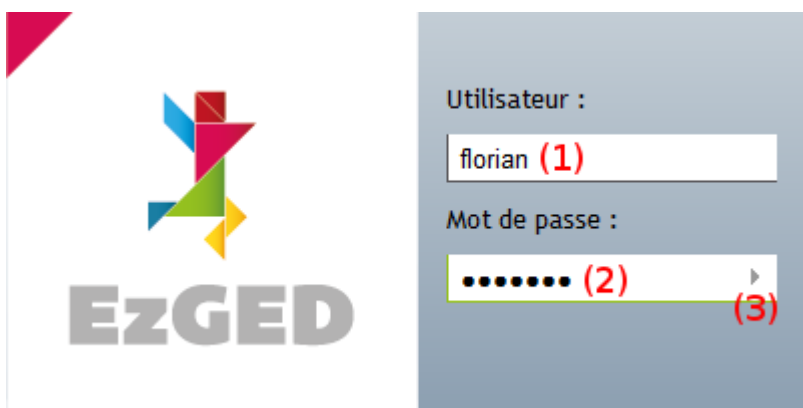 Utilisateur :
florian (1)
Mot de passe :
••••••• (2)
(3)
EzGED